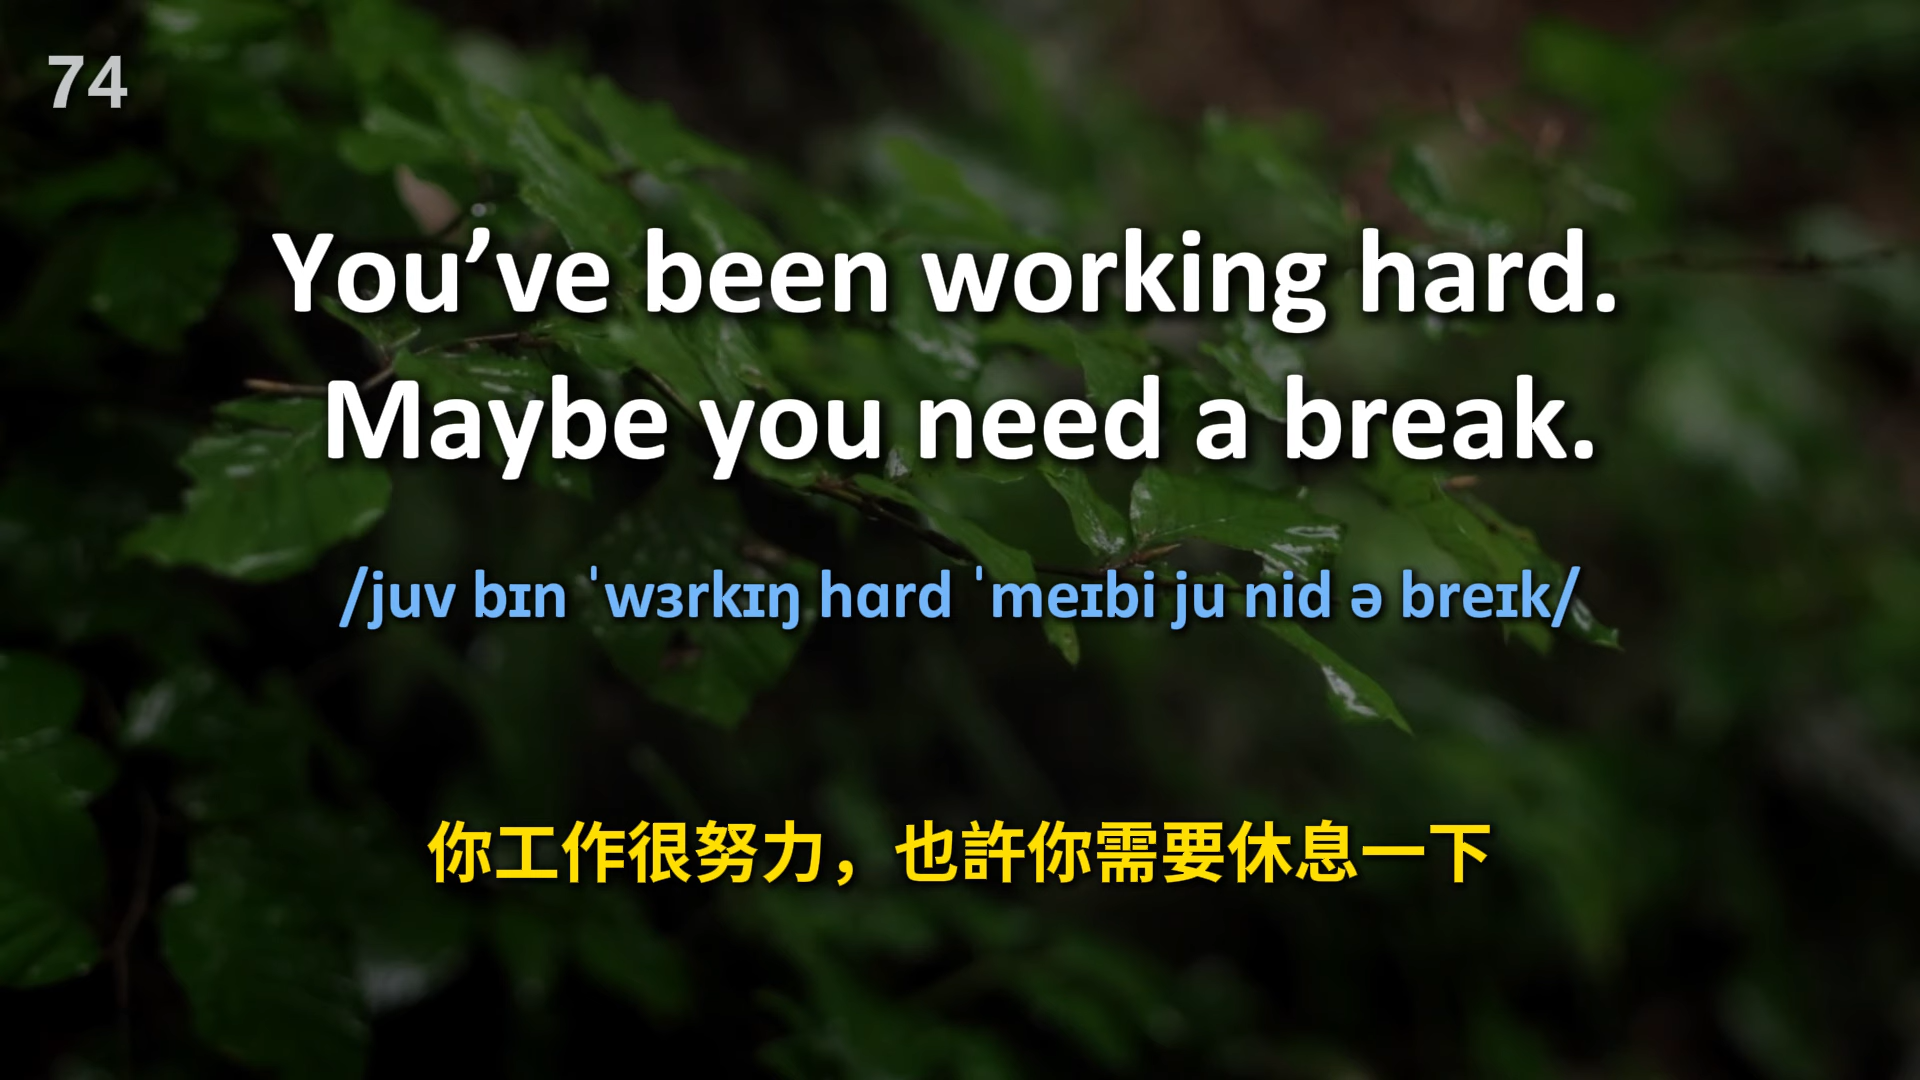 74
You’ve been working hard.
Maybe you need a break.
/juv bɪn ˈwɜrkɪŋ hɑrd ˈmeɪbi ju nid ə breɪk/
你工作很努力，也許你需要休息一下